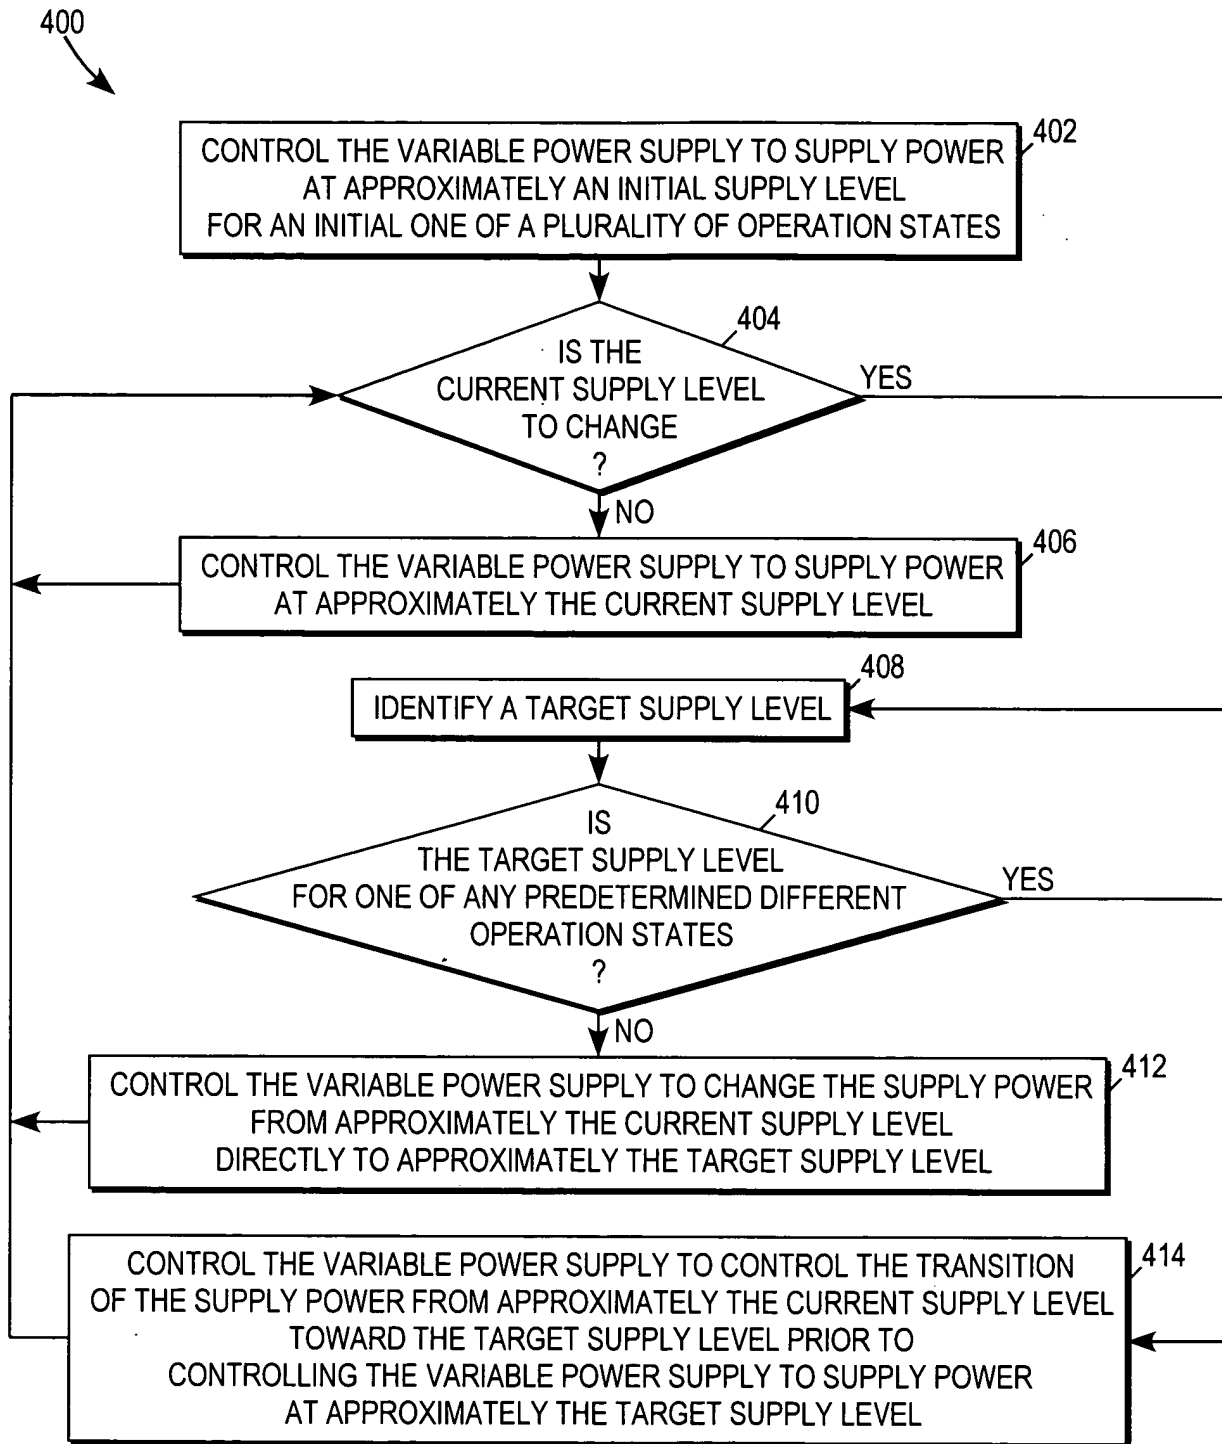 400
CONTROL THE VARIABLE POWER SUPPLY TO SUPPLY POWER
AT APPROXIMATELY AN INITIAL SUPPLY LEVEL
FOR AN INITIAL ONE OF A PLURALITY OF OPERATION STATES
402
IS THE
CURRENT SUPPLY LEVEL
TO CHANGE
?
404
YES
NO
CONTROL THE VARIABLE POWER SUPPLY TO SUPPLY POWER
AT APPROXIMATELY THE CURRENT SUPPLY LEVEL
406
IDENTIFY A TARGET SUPPLY LEVEL
408
IS
THE TARGET SUPPLY LEVEL
FOR ONE OF ANY PREDETERMINED DIFFERENT
OPERATION STATES
?
410
YES
NO
CONTROL THE VARIABLE POWER SUPPLY TO CHANGE THE SUPPLY POWER
FROM APPROXIMATELY THE CURRENT SUPPLY LEVEL
DIRECTLY TO APPROXIMATELY THE TARGET SUPPLY LEVEL
412
CONTROL THE VARIABLE POWER SUPPLY TO CONTROL THE TRANSITION
OF THE SUPPLY POWER FROM APPROXIMATELY THE CURRENT SUPPLY LEVEL
TOWARD THE TARGET SUPPLY LEVEL PRIOR TO
CONTROLLING THE VARIABLE POWER SUPPLY TO SUPPLY POWER
AT APPROXIMATELY THE TARGET SUPPLY LEVEL
414